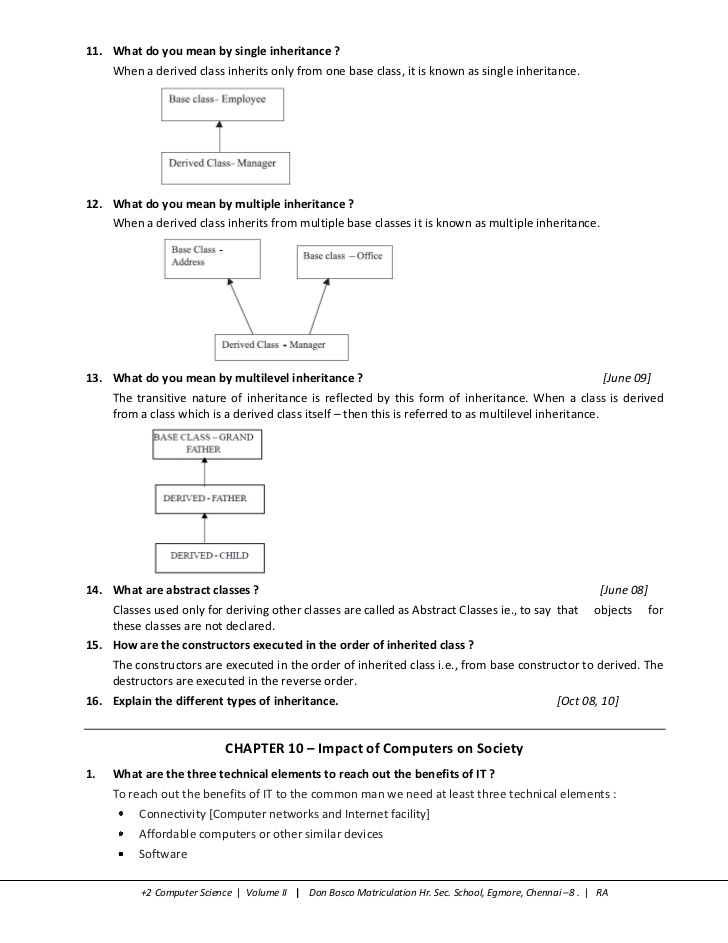 11. What do you mean by single inheritance ?
When a derived class inherits only from one base class, it is known as single inheritance.
Base class- Employee
Derived Class- Manager
12. What do you mean by multiple inheritance ?
When a derived class inherits from multiple base classes it is known as multiple inheritance.
Base Class -
Address
Base class – Office
Derived Class - Manager
13. What do you mean by multilevel inheritance ? [June 09]
The transitive nature of inheritance is reflected by this form of inheritance. When a class is derived
from a class which is a derived class itself – then this is referred to as multilevel inheritance.
BASE CLASS – GRAND
FATHER
DERIVED - FATHER
DERIVED - CHILD
14. What are abstract classes ? [June 08]
Classes used only for deriving other classes are called as Abstract Classes ie., to say that objects for
these classes are not declared.
15. How are the constructors executed in the order of inherited class ?
The constructors are executed in the order of inherited class i.e., from base constructor to derived. The
destructors are executed in the reverse order.
16. Explain the different types of inheritance. [Oct 08, 10]
CHAPTER 10 – Impact of Computers on Society
1. What are the three technical elements to reach out the benefits of IT ?
To reach out the benefits of IT to the common man we need at least three technical elements :
• Connectivity [Computer networks and Internet facility]
• Affordable computers or other similar devices
• Software
+2 Computer Science | Volume II | Don Bosco Matriculation Hr. Sec. School, Egmore, Chennai – 8 . | RA